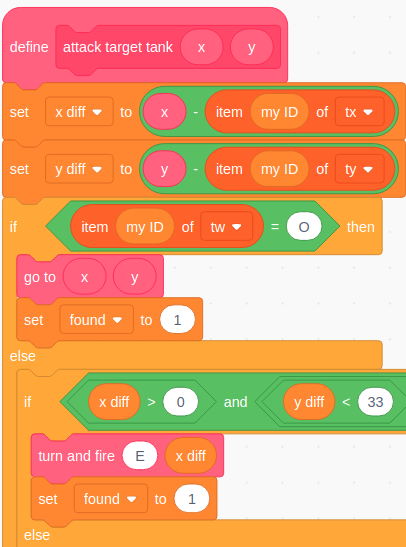 define attack target tank x y
set x diff to x - item my ID of tx
set y diff to y - item my ID of ty
if item my ID of tw = O then
go to x y
set found to 1
else
if x diff > 0 and y diff < 33
turn and fire E x diff
set found to 1
else